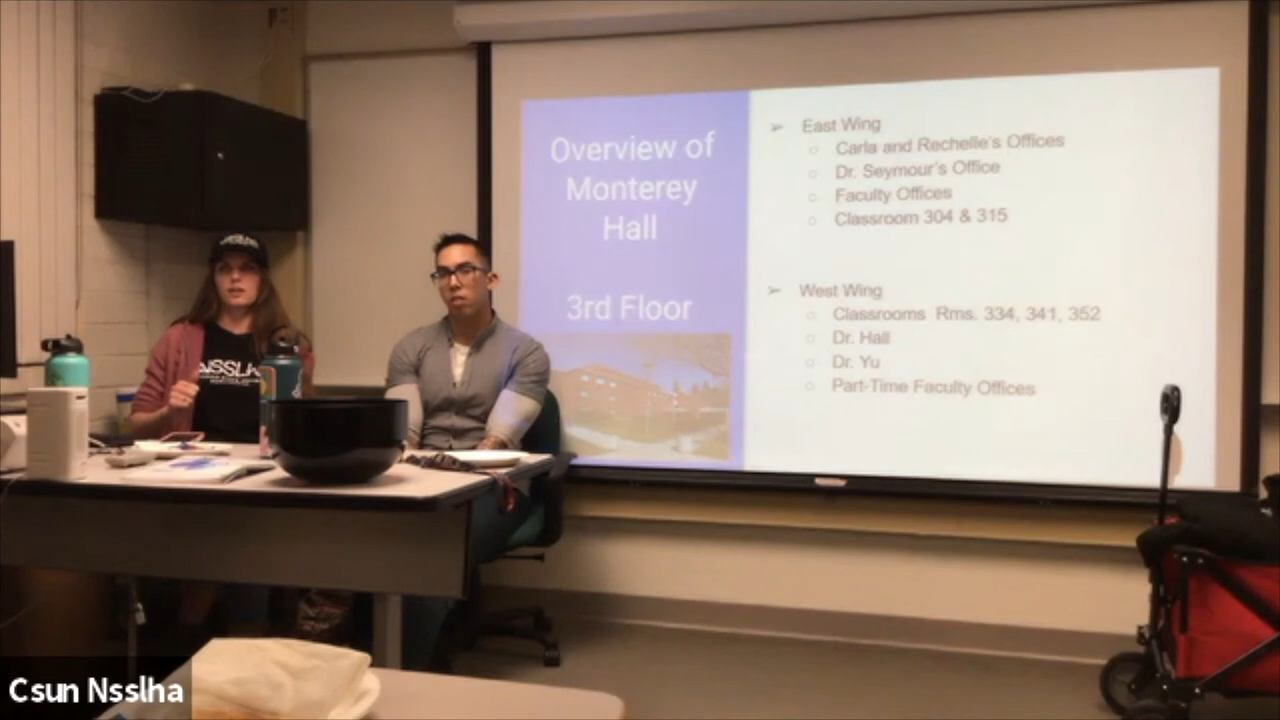 Overview of
Monterey
Hall
3rd Floor
➢ East Wing
○ Carla and Rechelle's Offices
○ Dr. Seymour's Office
○ Faculty Offices
○ Classroom 304 & 315
➢ West Wing
○ Classrooms Rms. 334, 341, 352
○ Dr. Hall
○ Dr. Yu
○ Part-Time Faculty Offices
Csun Nsslha